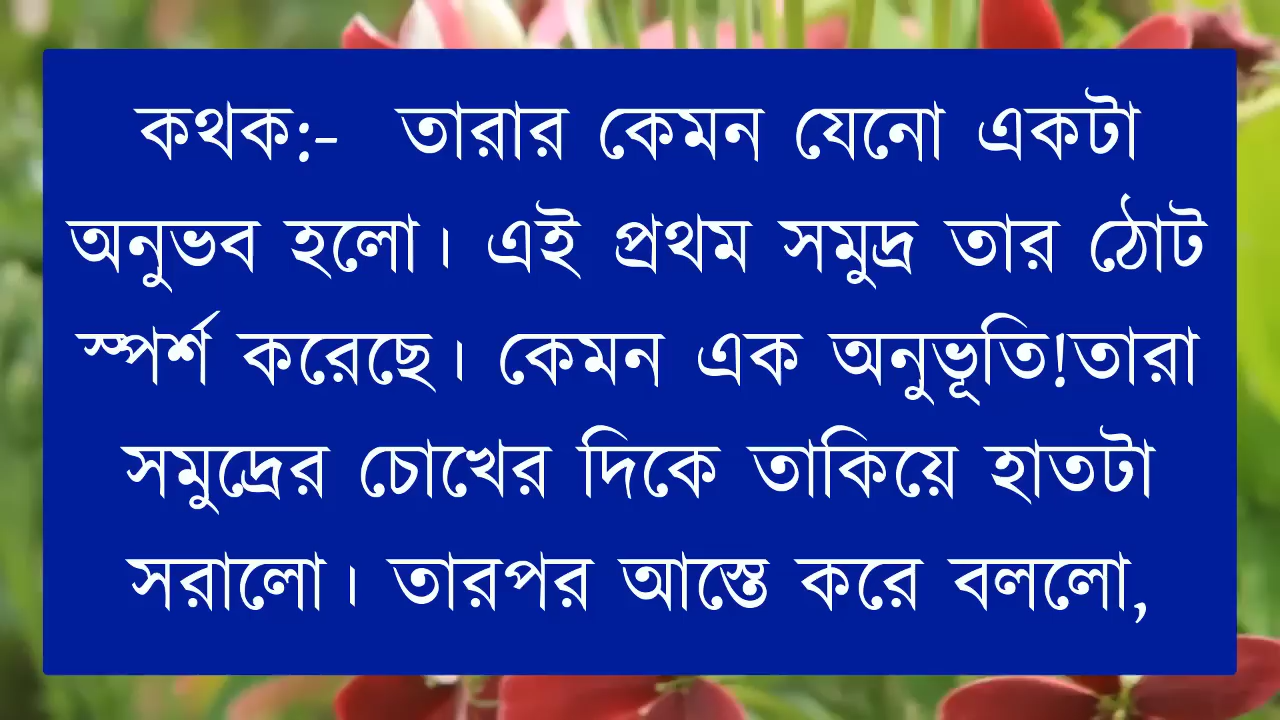 কথক:- তারার কেমন যেনো একটা
অনুভব হলো। এই প্রথম সমুদ্র তার ঠোট
স্পর্শ করেছে। কেমন এক অনুভূতি!তারা
সমুদ্রের চোখের দিকে তাকিয়ে হাতটা
সরালো। তারপর আস্তে করে বললো,